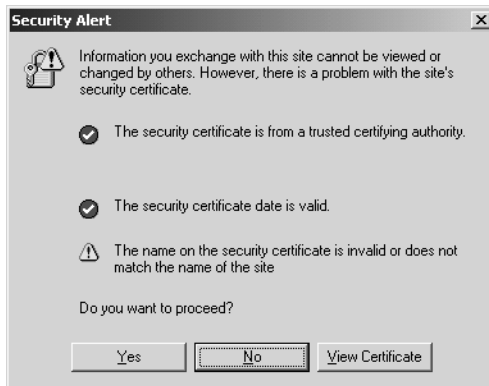 Security Alert
Information you exchange with this site cannot be viewed or
changed by others. However, there is a problem with the site's
security certificate.
The security certificate is from a trusted certifying authority.
The security certificate date is valid.
The name on the security certificate is invalid or does not
match the name of the site
Do you want to proceed?
Yes
No
View Certificate